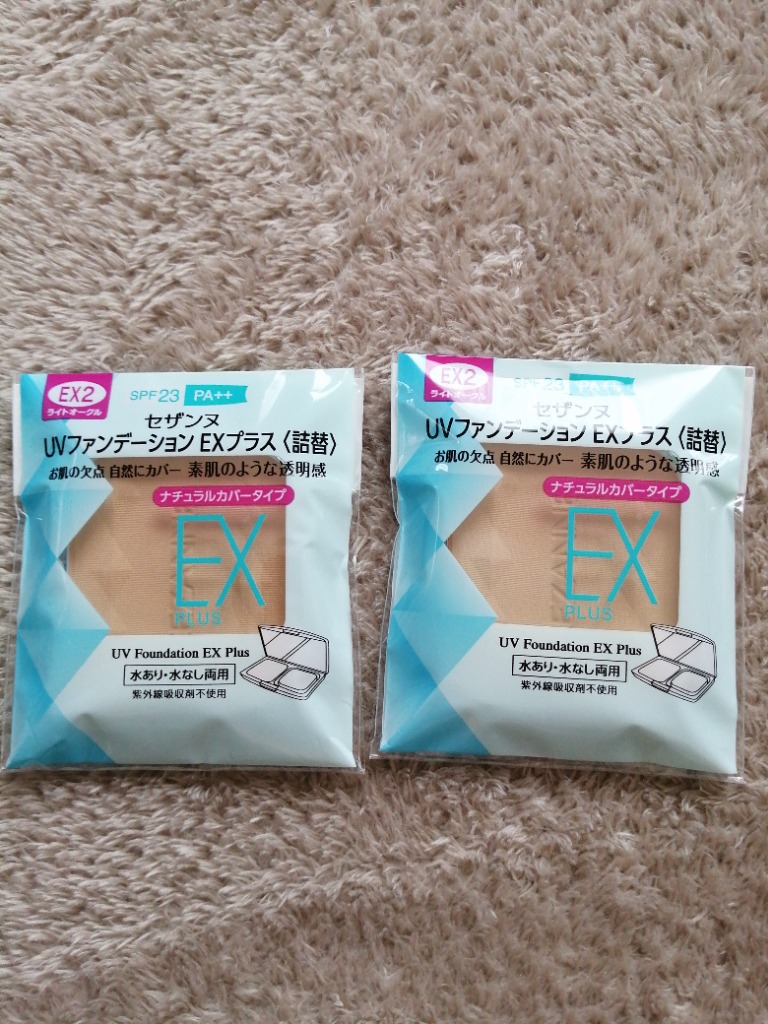 EX2
ライトオークル
SPF23 PA++
セザンヌ
UVファンデーション EXプラス〈詰替〉
お肌の欠点 自然にカバー 素肌のような透明感
ナチュラルカバータイプ
EX
PLUS
UV Foundation EX Plus
水あり・水なし両用
紫外線吸収剤不使用
EX2
ライトオークル
SPF23 PA++
セザンヌ
UVファンデーション EXプラス〈詰替〉
お肌の欠点 自然にカバー 素肌のような透明感
ナチュラルカバータイプ
EX
PLUS
UV Foundation EX Plus
水あり・水なし両用
紫外線吸収剤不使用